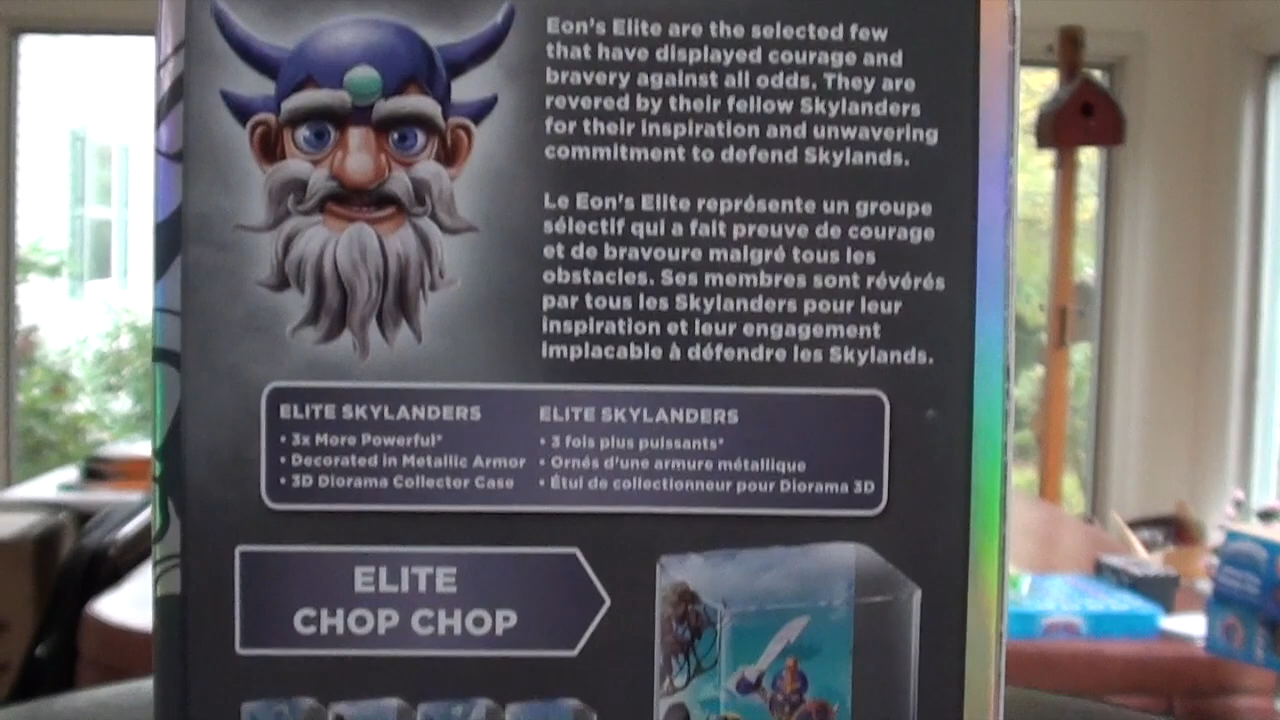 Eon's Elite are the selected few
that have displayed courage and
bravery against all odds. They are
revered by their fellow Skylanders
for their inspiration and unwavering
commitment to defend Skylands.
Le Eon's Elite représente un groupe
sélectif qui a fait preuve de courage
et de bravoure malgré tous les
obstacles. Ses membres sont révérés
par tous les Skylanders pour leur
inspiration et leur engagement
implacable à défendre les Skylands.
ELITE SKYLANDERS
• 3x More Powerful*
• Decorated in Metallic Armor
• 3D Diorama Collector Case
ELITE SKYLANDERS
• 3 fois plus puissants*
• Ornés d'une armure métallique
• Étui de collectionneur pour Diorama 3D
ELITE
CHOP CHOP